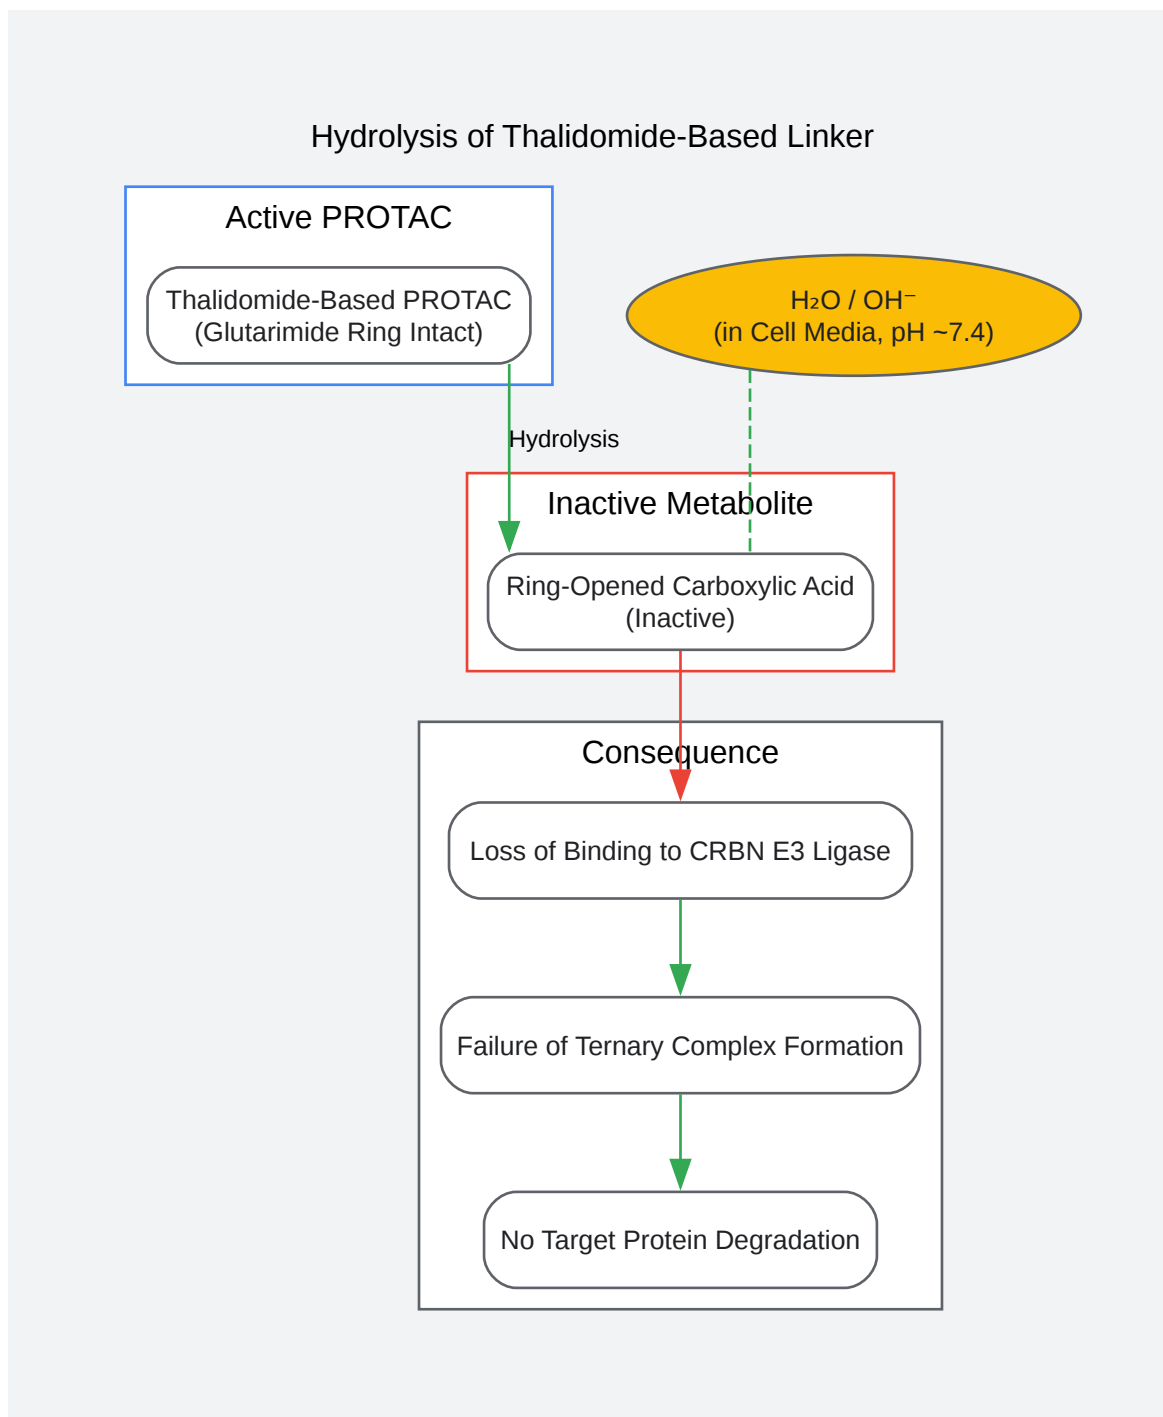 Hydrolysis of Thalidomide-Based Linker
Active PROTAC
Thalidomide-Based PROTAC
(Glutarimide Ring Intact)
H₂O / OH⁻
(in Cell Media, pH ~7.4)
Hydrolysis
Inactive Metabolite
Ring-Opened Carboxylic Acid
(Inactive)
Consequence
Loss of Binding to CRBN E3 Ligase
Failure of Ternary Complex Formation
No Target Protein Degradation